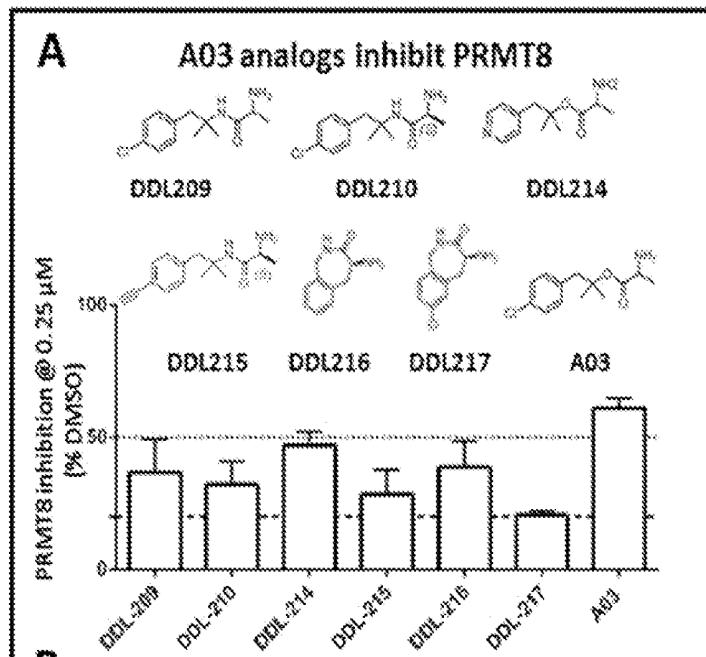 A
A03 analogs inhibit PRMT8
DDL209
DDL210
DDL214
DDL215
DDL216
DDL217
A03
PRMT8 inhibition @ 0.25 µM
(% DMSO)
100
50
0
DDL-209
DDL-210
DDL-214
DDL-215
DDL-216
DDL-217
A03